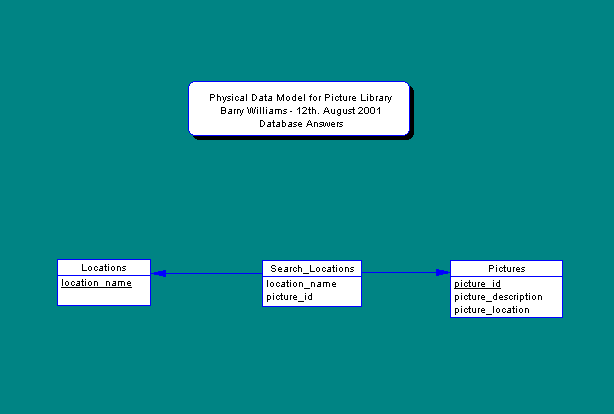 Physical Data Model for Picture Library
Barry Williams - 12th. August 2001
Database Answers
Locations
location_name
Search_Locations
location_name
picture_id
Pictures
picture_id
picture_description
picture_location